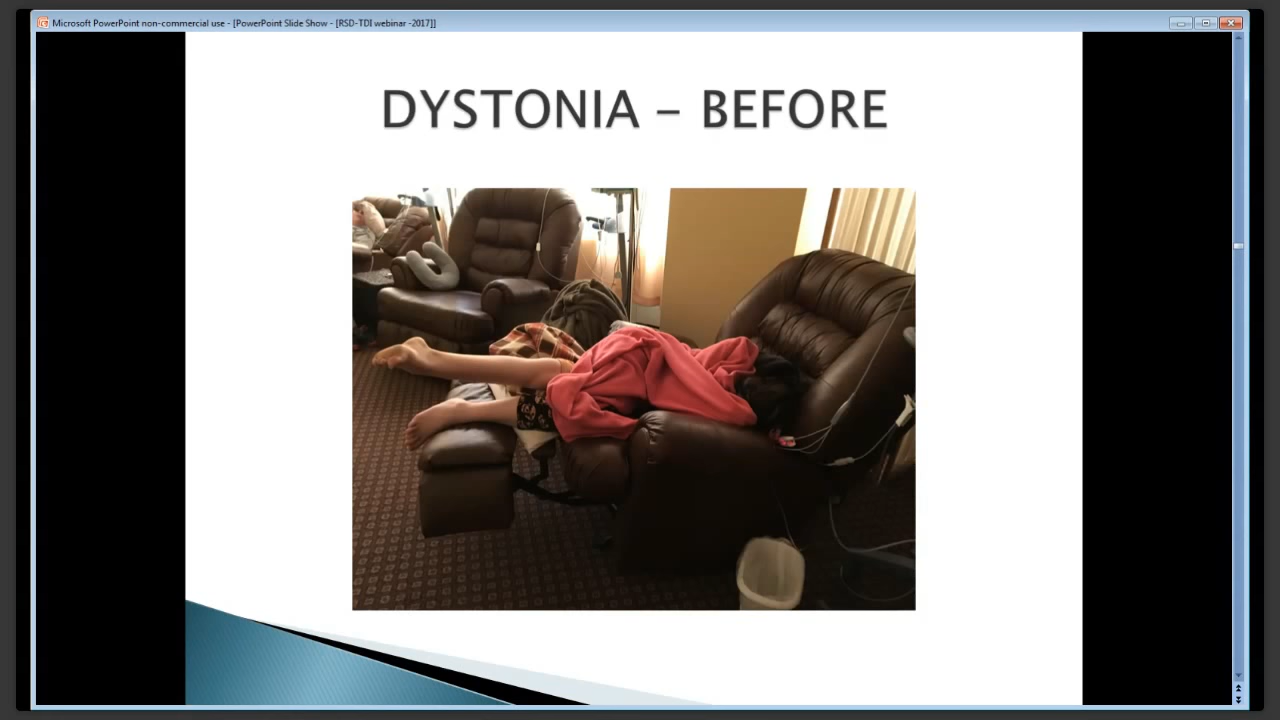 Microsoft PowerPoint non-commercial use - [PowerPoint Slide Show - [RSD-TDI webinar -2017]]
DYSTONIA – BEFORE